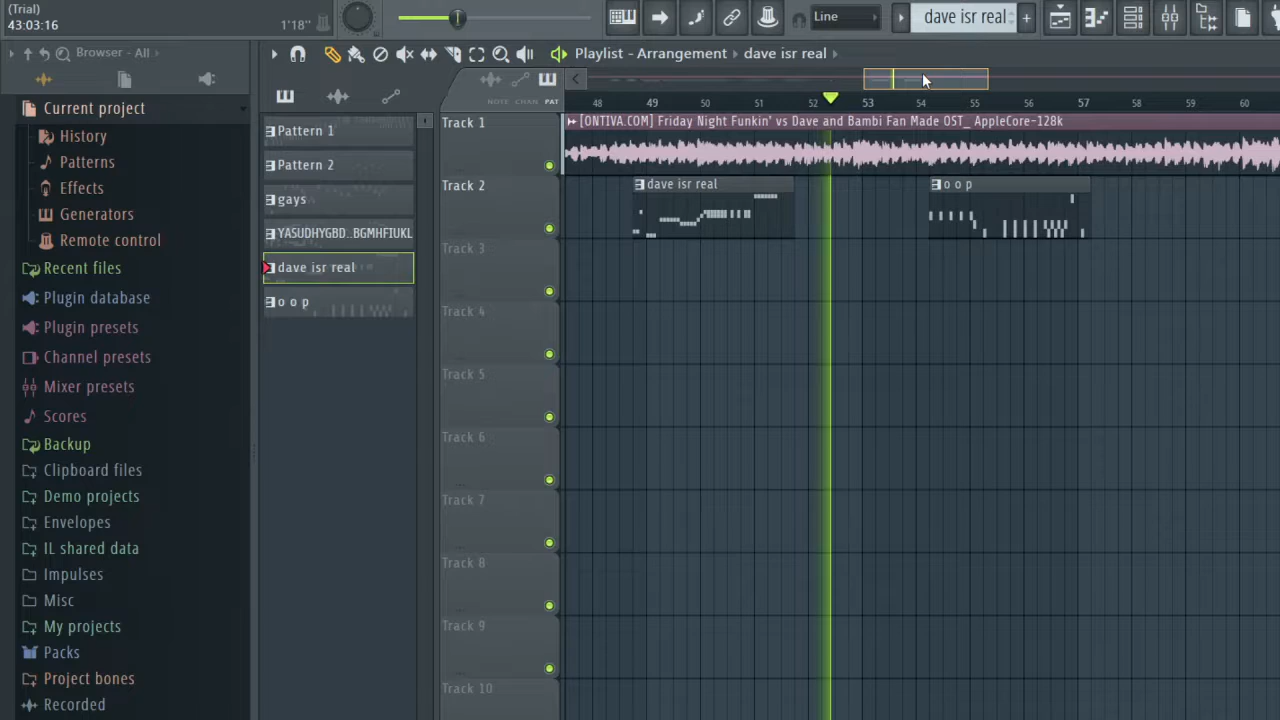 (Trial)
43:03:16
1'18"
Line
dave isr real
Browser - All
Playlist - Arrangement
dave isr real
NOTE CHAN PAT
48 49 50 51 52 53 54 55 56 57 58 59 60
Current project
History
Patterns
Effects
Generators
Remote control
Recent files
Plugin database
Plugin presets
Channel presets
Mixer presets
Scores
Backup
Clipboard files
Demo projects
Envelopes
IL shared data
Impulses
Misc
My projects
Packs
Project bones
Recorded
Pattern 1
Pattern 2
gays
YASUDHYGBD..BGMHFIUKL
dave isr real
o o p
Track 1
[ONTIVA.COM] Friday Night Funkin' vs Dave and Bambi Fan Made OST_ AppleCore-128k
Track 2
dave isr real
o o p
Track 3
Track 4
Track 5
Track 6
Track 7
Track 8
Track 9
Track 10